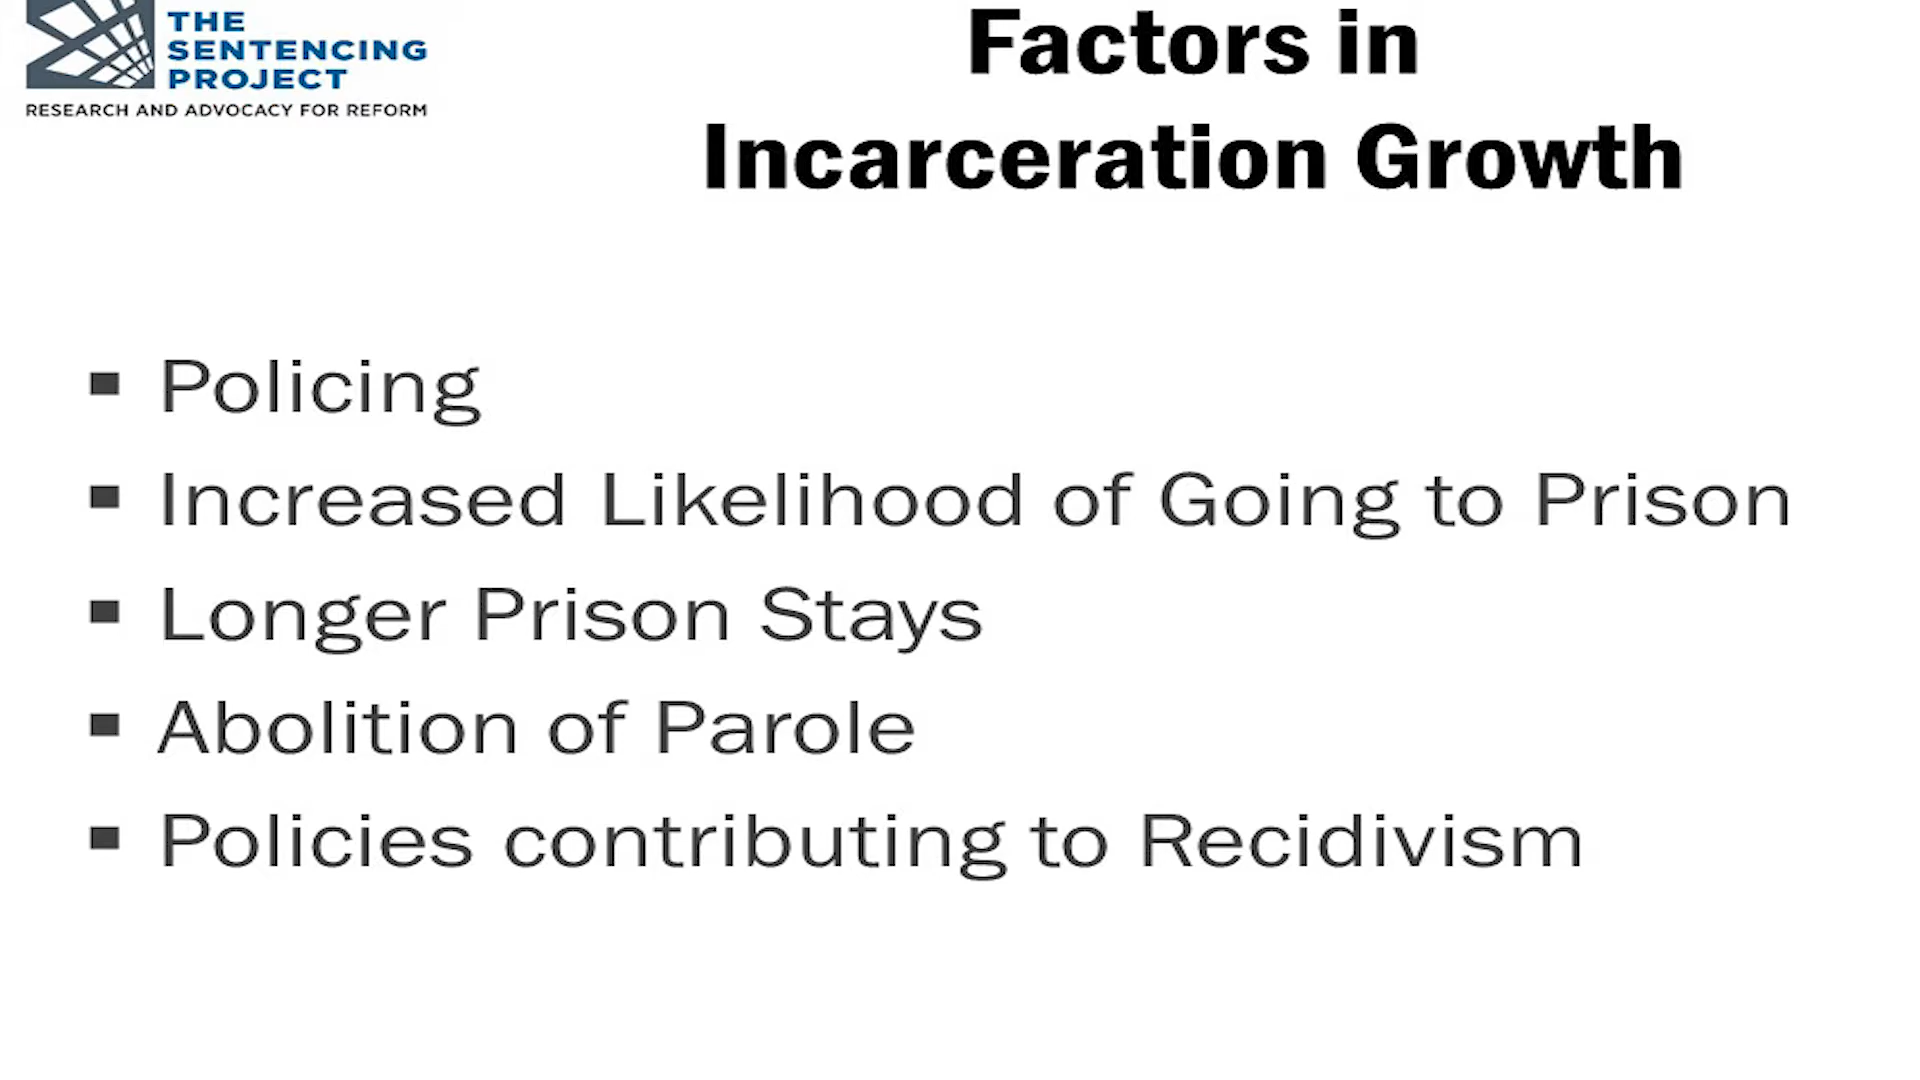 THE
SENTENCING
PROJECT
RESEARCH AND ADVOCACY FOR REFORM
Factors in
Incarceration Growth
▪ Policing
▪ Increased Likelihood of Going to Prison
▪ Longer Prison Stays
▪ Abolition of Parole
▪ Policies contributing to Recidivism